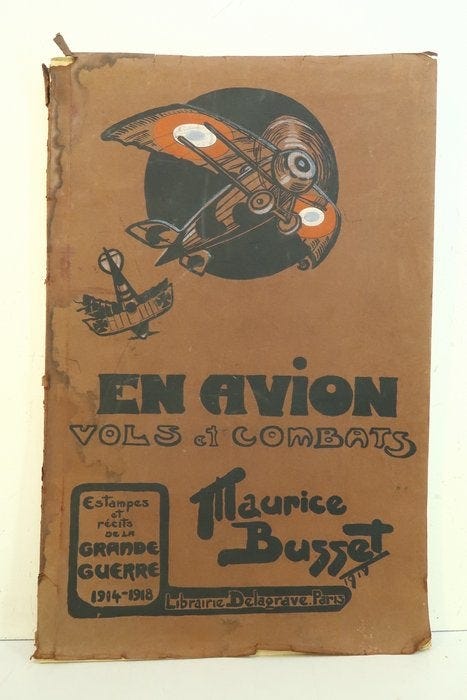 EN AVION
VOLS et COMBATS
Maurice
Busset
1919
Estampes
et
récits
DE LA
GRANDE
GUERRE
1914-1918
Librairie.Delagrave.Paris